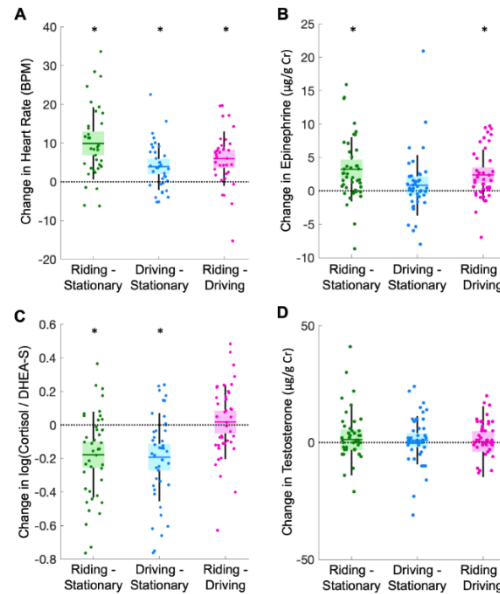 A
Change in Heart Rate (BPM)
40
30
20
10
0
-10
-20
*
*
*
Riding -
Stationary
Driving -
Stationary
Riding -
Driving
B
Change in Epinephrine (µg/g Cr)
25
20
15
10
5
0
-5
-10
*
*
Riding -
Stationary
Driving -
Stationary
Riding -
Driving
C
Change in log(Cortisol / DHEA-S)
0.6
0.4
0.2
0
-0.2
-0.4
-0.6
-0.8
*
*
Riding -
Stationary
Driving -
Stationary
Riding -
Driving
D
Change in Testosterone (µg/g Cr)
50
0
-50
Riding -
Stationary
Driving -
Stationary
Riding -
Driving